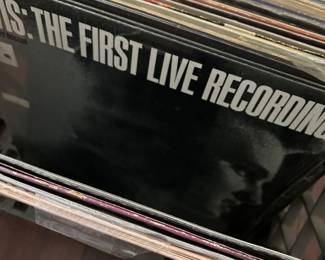 IS: THE FIRST LIVE RECORDING